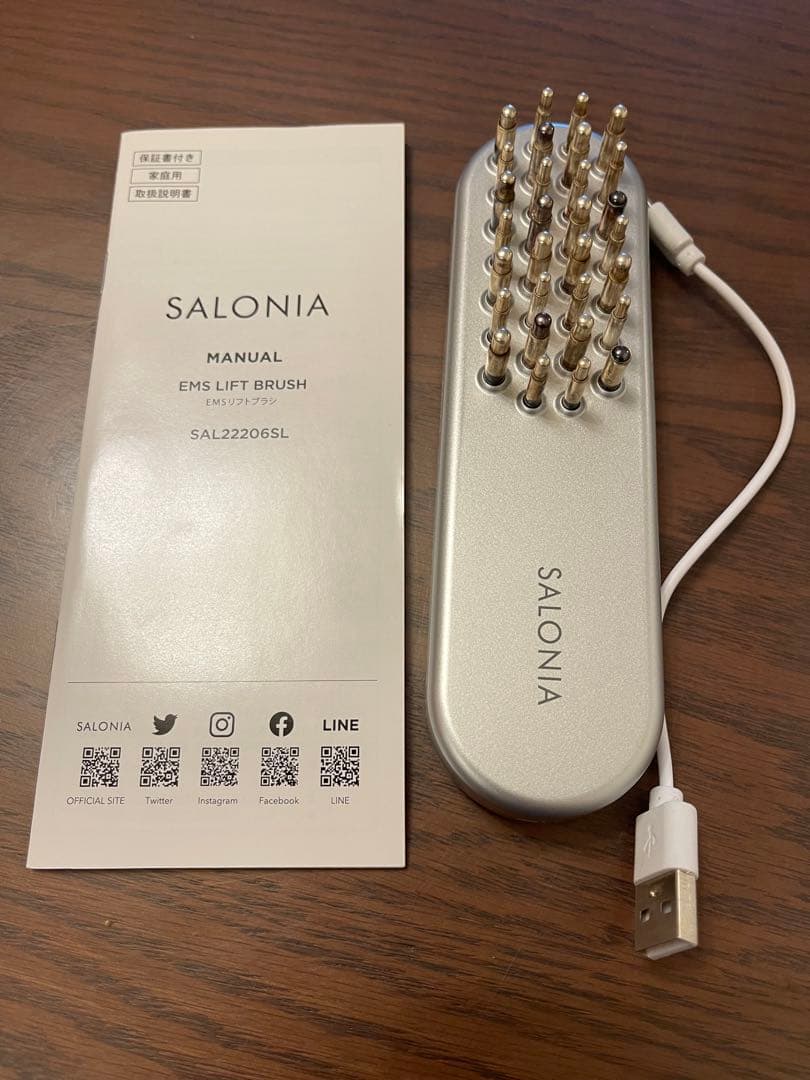 保証書付き
家庭用
取扱説明書
SALONIA
MANUAL
EMS LIFT BRUSH
EMSリフトブラシ
SAL22206SL
SALONIA
LINE
OFFICIAL SITE
Twitter
Instagram
Facebook
LINE
SALONIA